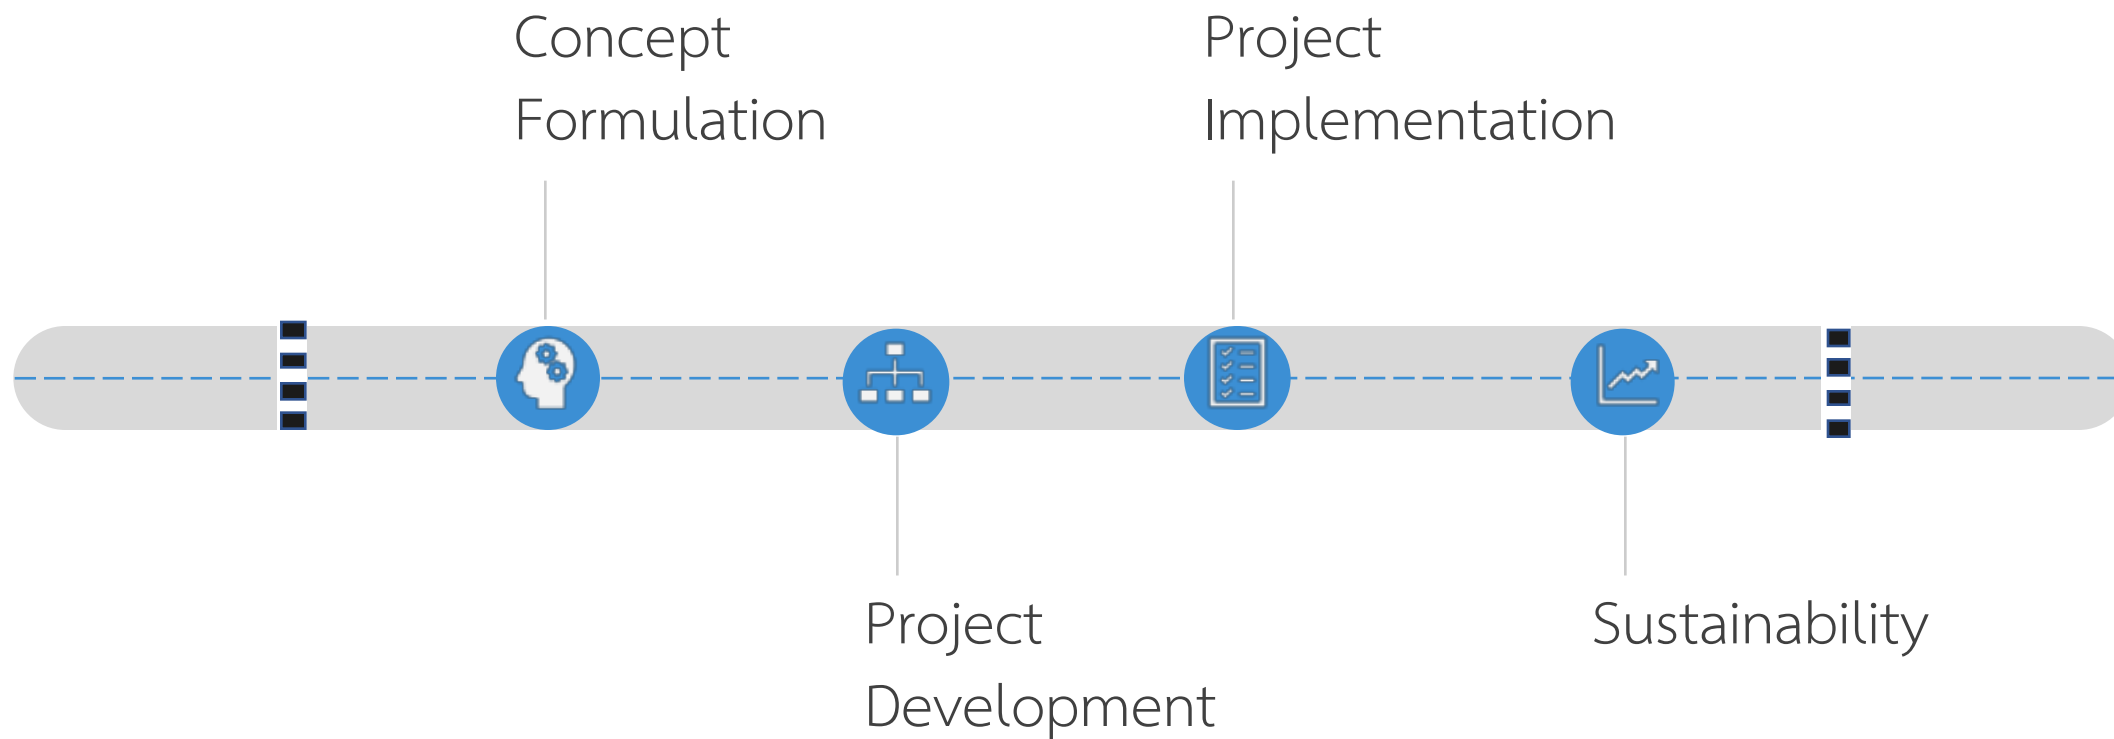 Concept
Formulation
Project
Development
Project
Implementation
Sustainability